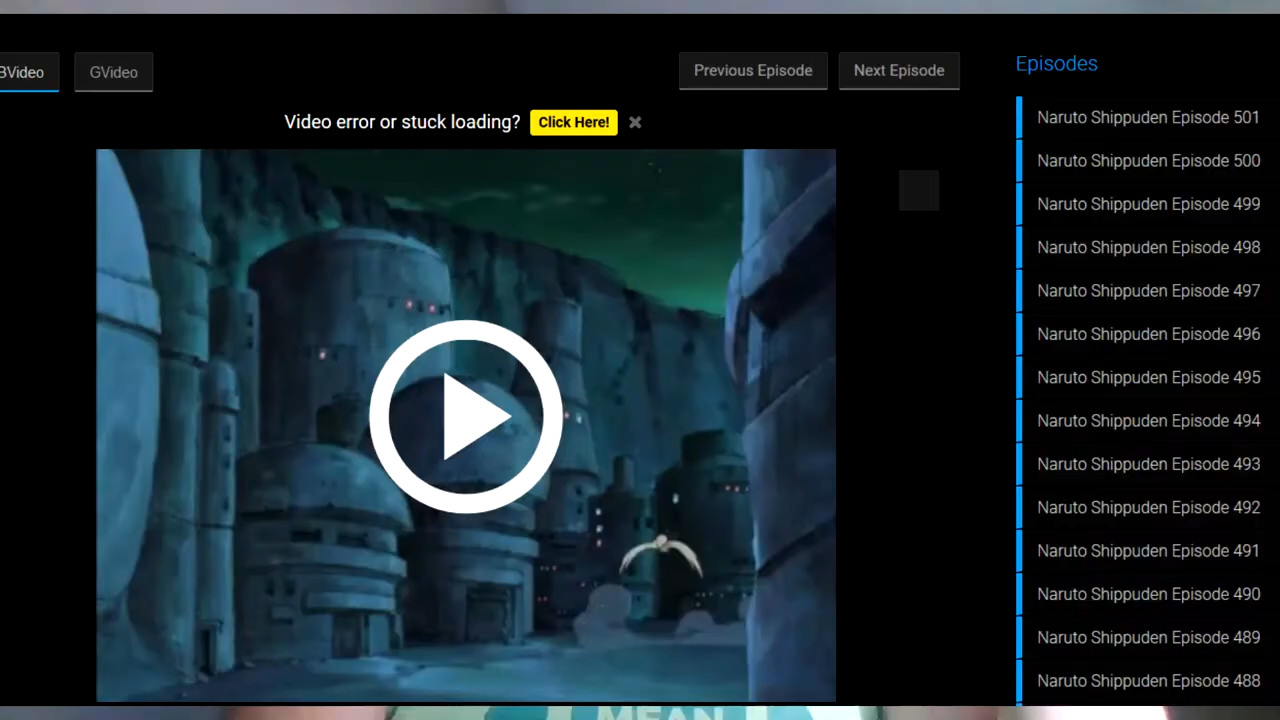 BVideo
GVideo
Previous Episode
Next Episode
Video error or stuck loading? Click Here!
Episodes
Naruto Shippuden Episode 501
Naruto Shippuden Episode 500
Naruto Shippuden Episode 499
Naruto Shippuden Episode 498
Naruto Shippuden Episode 497
Naruto Shippuden Episode 496
Naruto Shippuden Episode 495
Naruto Shippuden Episode 494
Naruto Shippuden Episode 493
Naruto Shippuden Episode 492
Naruto Shippuden Episode 491
Naruto Shippuden Episode 490
Naruto Shippuden Episode 489
Naruto Shippuden Episode 488
I MEAN I